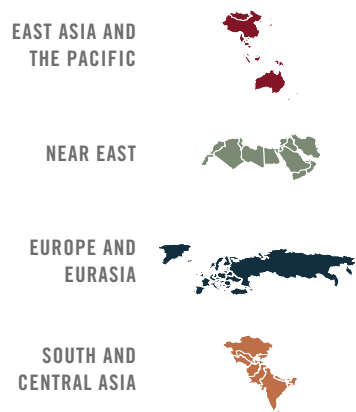 EAST ASIA AND
THE PACIFIC
NEAR EAST
EUROPE AND
EURASIA
SOUTH AND
CENTRAL ASIA